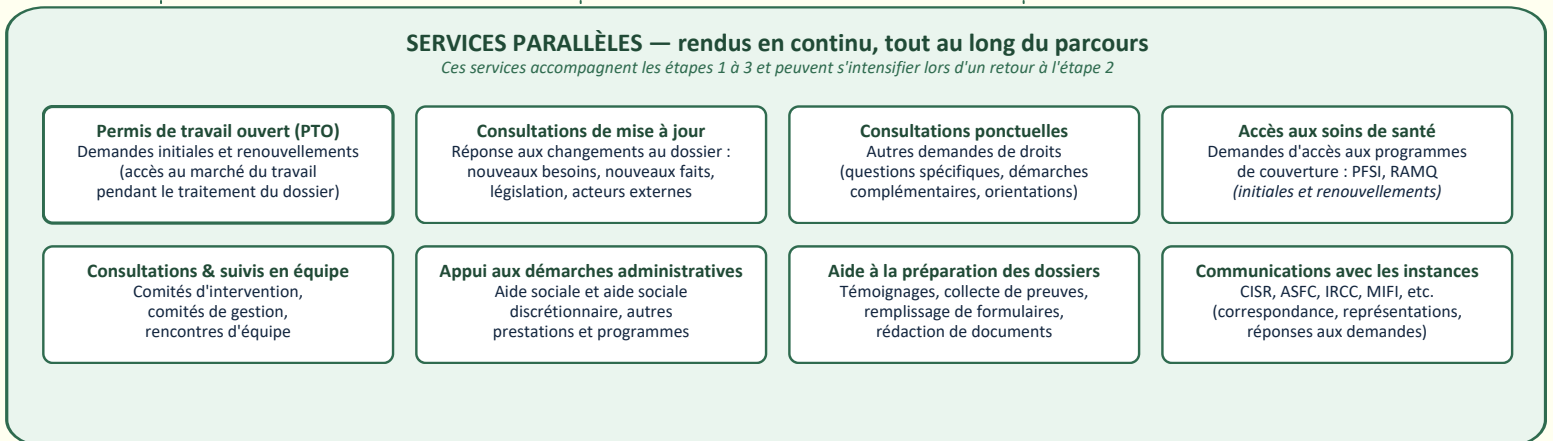 SERVICES PARALLÈLES — rendus en continu, tout au long du parcours
Ces services accompagnent les étapes 1 à 3 et peuvent s'intensifier lors d'un retour à l'étape 2
Permis de travail ouvert (PTO)
Demandes initiales et renouvellements
(accès au marché du travail
pendant le traitement du dossier)
Consultations de mise à jour
Réponse aux changements au dossier :
nouveaux besoins, nouveaux faits,
législation, acteurs externes
Consultations ponctuelles
Autres demandes de droits
(questions spécifiques, démarches
complémentaires, orientations)
Accès aux soins de santé
Demandes d'accès aux programmes
de couverture : PFSI, RAMQ
(initiales et renouvellements)
Consultations & suivis en équipe
Comités d'intervention,
comités de gestion,
rencontres d'équipe
Appui aux démarches administratives
Aide sociale et aide sociale
discrétionnaire, autres
prestations et programmes
Aide à la préparation des dossiers
Témoignages, collecte de preuves,
remplissage de formulaires,
rédaction de documents
Communications avec les instances
CISR, ASFC, IRCC, MIFI, etc.
(correspondance, représentations,
réponses aux demandes)